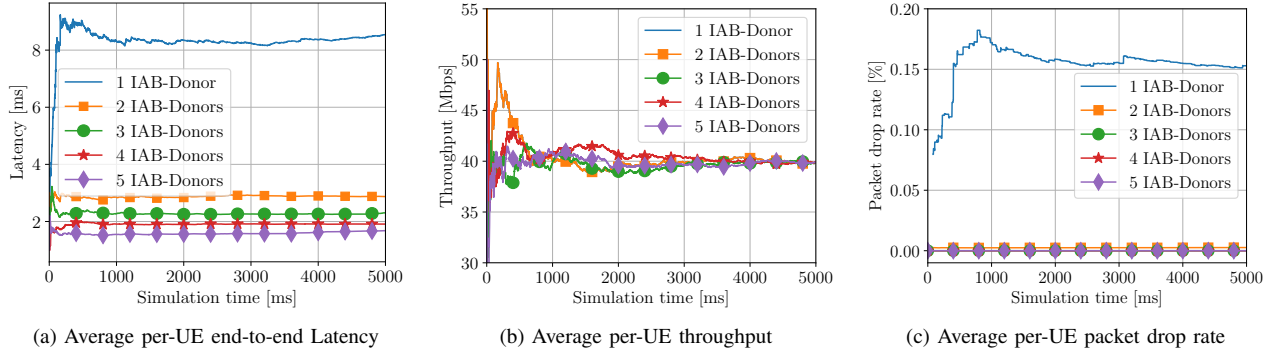 8
6
4
2
Latency [ms]
1 IAB-Donor
2 IAB-Donors
3 IAB-Donors
4 IAB-Donors
5 IAB-Donors
0 1000 2000 3000 4000 5000
Simulation time [ms]
(a) Average per-UE end-to-end Latency
55
50
45
40
35
30
Throughput [Mbps]
1 IAB-Donor
2 IAB-Donors
3 IAB-Donors
4 IAB-Donors
5 IAB-Donors
0 1000 2000 3000 4000 5000
Simulation time [ms]
(b) Average per-UE throughput
0.20
0.15
0.10
0.05
0.00
Packet drop rate [%]
1 IAB-Donor
2 IAB-Donors
3 IAB-Donors
4 IAB-Donors
5 IAB-Donors
0 1000 2000 3000 4000 5000
Simulation time [ms]
(c) Average per-UE packet drop rate